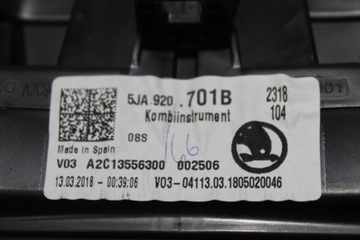 5JA 920 .701B 2318
Kombiinstrument 104
08S 166
Made in Spain
V03 A2C13556300 002506
13.03.2018 - 00:39:06 V03-04113.03.1805020046